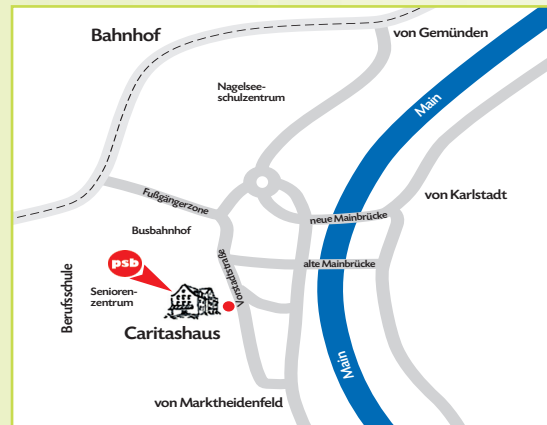 Bahnhof
von Gemünden
Nagelsee-
schulzentrum
Main
von Karlstadt
Fußgängerzone
neue Mainbrücke
Busbahnhof
alte Mainbrücke
psb
Vorstadtstraße
Berufsschule
Senioren-
zentrum
Caritashaus
Main
von Marktheidenfeld